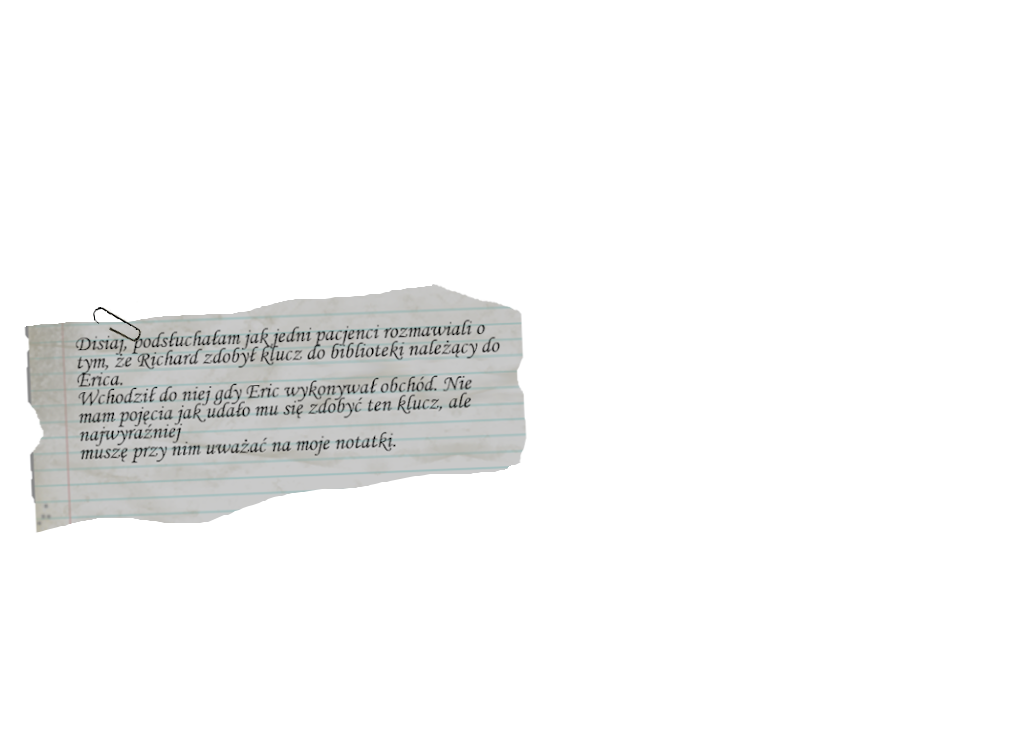 Disiaj, podsłuchałam jak jedni pacjenci rozmawiali o
tym, że Richard zdobył klucz do biblioteki należący do
Erica.
Wchodził do niej gdy Eric wykonywał obchód. Nie
mam pojęcia jak udało mu się zdobyć ten klucz, ale
najwyraźniej
muszę przy nim uważać na moje notatki.